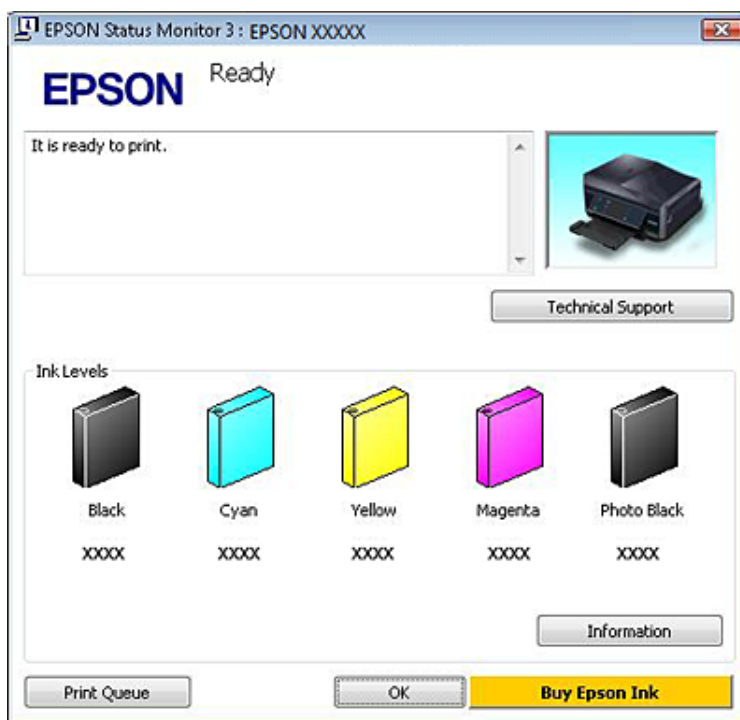 EPSON Status Monitor 3 : EPSON XXXXX
EPSON
Ready
It is ready to print.
Technical Support
Ink Levels
Black
Cyan
Yellow
Magenta
Photo Black
XXXX
XXXX
XXXX
XXXX
XXXX
Information
Print Queue
OK
Buy Epson Ink